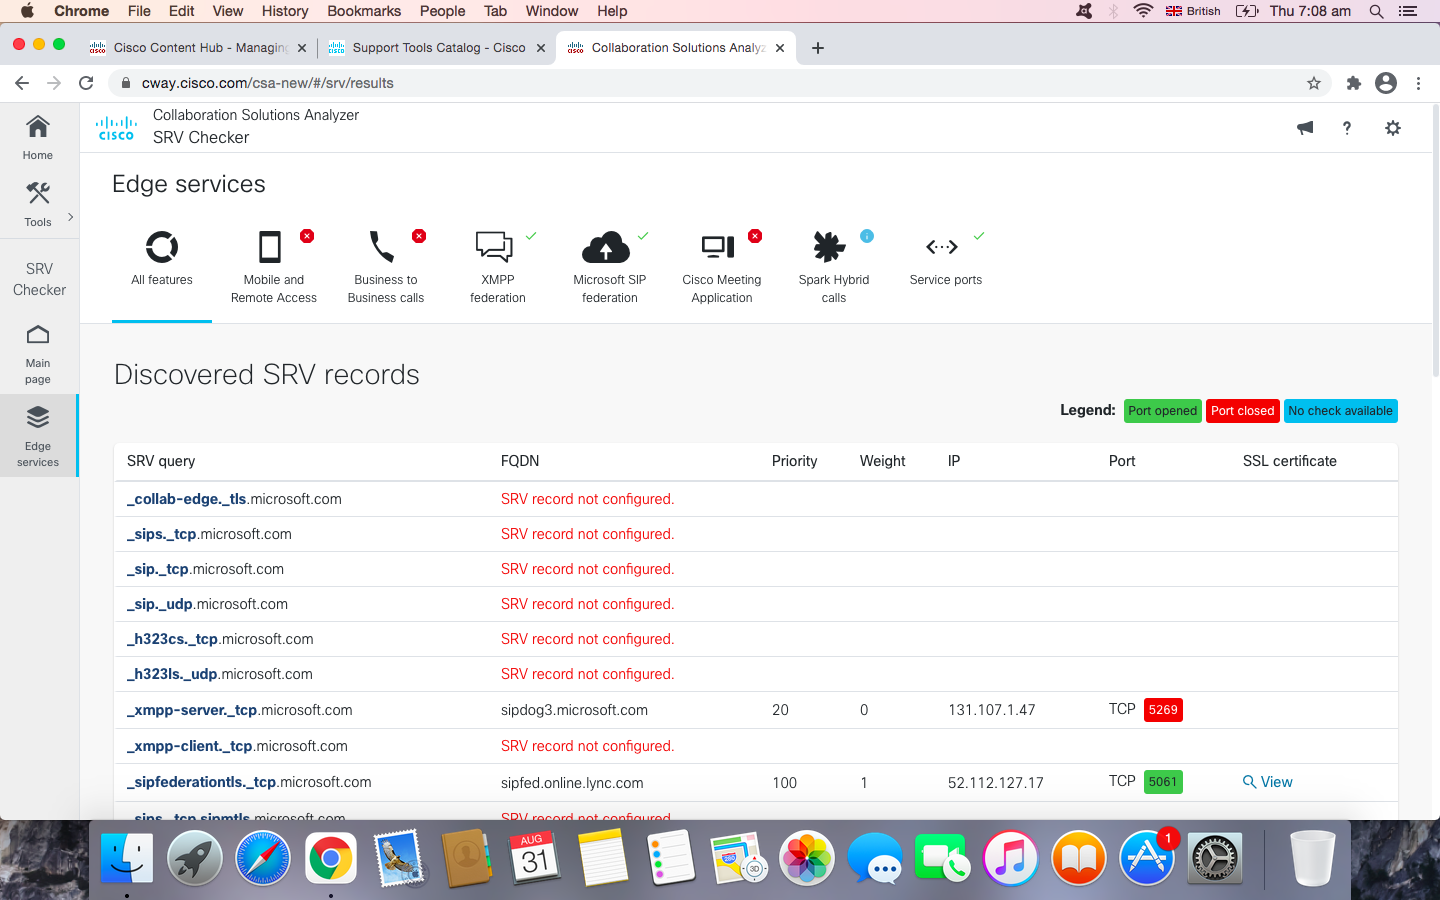 Chrome File Edit View History Bookmarks People Tab Window Help British Thu 7:08 am
Cisco Content Hub - Managing Support Tools Catalog - Cisco Collaboration Solutions Analyz
cway.cisco.com/csa-new/#/srv/results
Home
Tools
SRV
Checker
Main
page
Edge
services
CISCO
Collaboration Solutions Analyzer
SRV Checker
Edge services
All features
Mobile and
Remote Access
Business to
Business calls
XMPP
federation
Microsoft SIP
federation
Cisco Meeting
Application
Spark Hybrid
calls
Service ports
Discovered SRV records
Legend: Port opened Port closed No check available
SRV query FQDN Priority Weight IP Port SSL certificate
_collab-edge._tls.microsoft.com SRV record not configured.
_sips._tcp.microsoft.com SRV record not configured.
_sip._tcp.microsoft.com SRV record not configured.
_sip._udp.microsoft.com SRV record not configured.
_h323cs._tcp.microsoft.com SRV record not configured.
_h323ls._udp.microsoft.com SRV record not configured.
_xmpp-server._tcp.microsoft.com sipdog3.microsoft.com 20 0 131.107.1.47 TCP 5269
_xmpp-client._tcp.microsoft.com SRV record not configured.
_sipfederationtls._tcp.microsoft.com sipfed.online.lync.com 100 1 52.112.127.17 TCP 5061 View
_sips._tcp.sipmtls.microsoft.com SRV record not configured.
AUG
31
280
3D
1